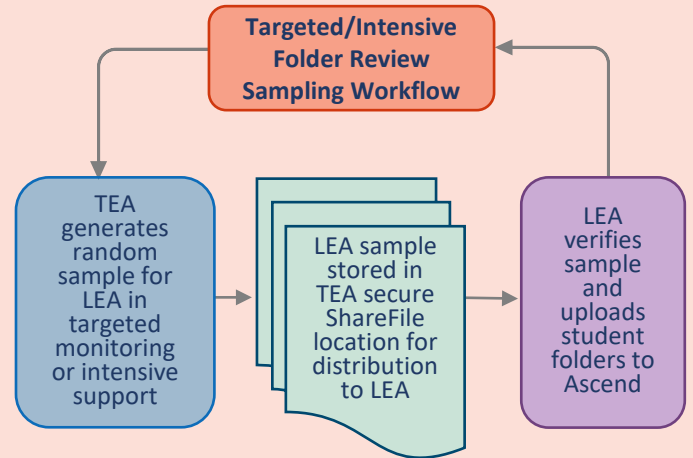 Targeted/Intensive
Folder Review
Sampling Workflow
TEA
generates
random
sample for
LEA in
targeted
monitoring
or intensive
support
LEA sample
stored in
TEA secure
ShareFile
location for
distribution
to LEA
LEA
verifies
sample
and
uploads
student
folders to
Ascend